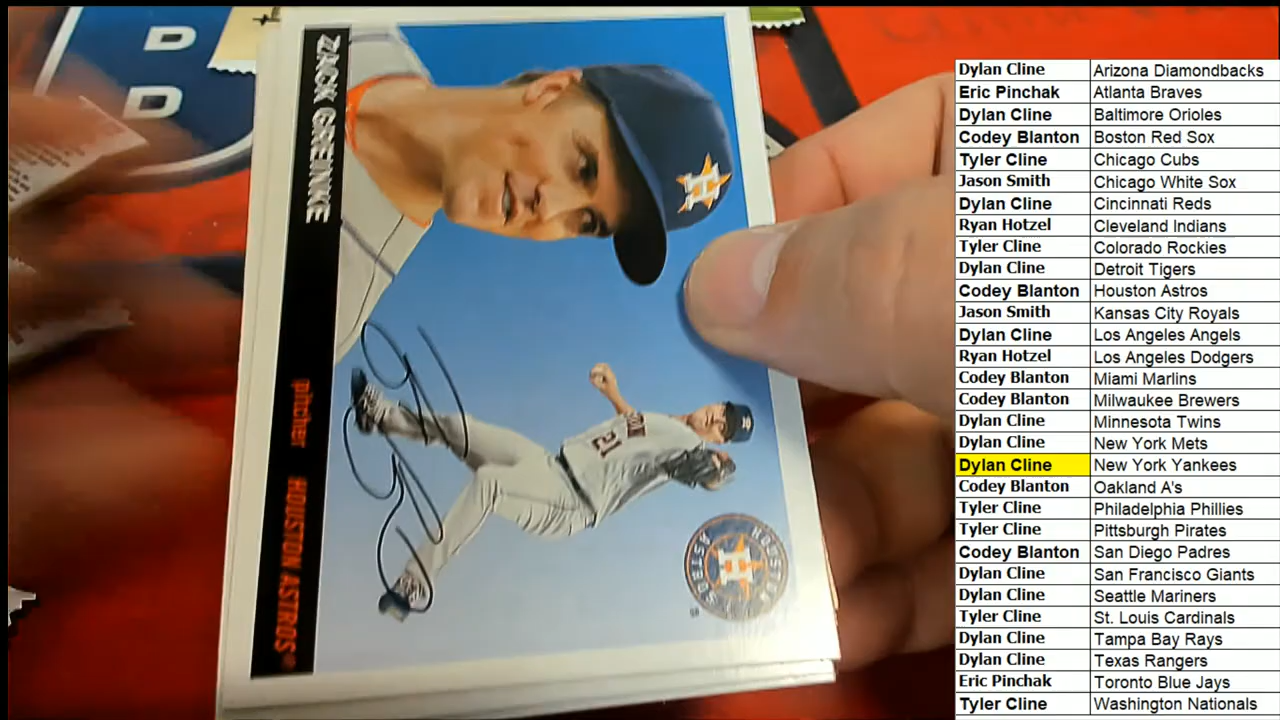 ZACK GREINKE
pitcher HOUSTON ASTROS®
21
H
HOUSTON
ASTROS
D
D
Dylan Cline Arizona Diamondbacks
Eric Pinchak Atlanta Braves
Dylan Cline Baltimore Orioles
Codey Blanton Boston Red Sox
Tyler Cline Chicago Cubs
Jason Smith Chicago White Sox
Dylan Cline Cincinnati Reds
Ryan Hotzel Cleveland Indians
Tyler Cline Colorado Rockies
Dylan Cline Detroit Tigers
Codey Blanton Houston Astros
Jason Smith Kansas City Royals
Dylan Cline Los Angeles Angels
Ryan Hotzel Los Angeles Dodgers
Codey Blanton Miami Marlins
Codey Blanton Milwaukee Brewers
Dylan Cline Minnesota Twins
Dylan Cline New York Mets
Dylan Cline New York Yankees
Codey Blanton Oakland A's
Tyler Cline Philadelphia Phillies
Tyler Cline Pittsburgh Pirates
Codey Blanton San Diego Padres
Dylan Cline San Francisco Giants
Dylan Cline Seattle Mariners
Tyler Cline St. Louis Cardinals
Dylan Cline Tampa Bay Rays
Dylan Cline Texas Rangers
Eric Pinchak Toronto Blue Jays
Tyler Cline Washington Nationals